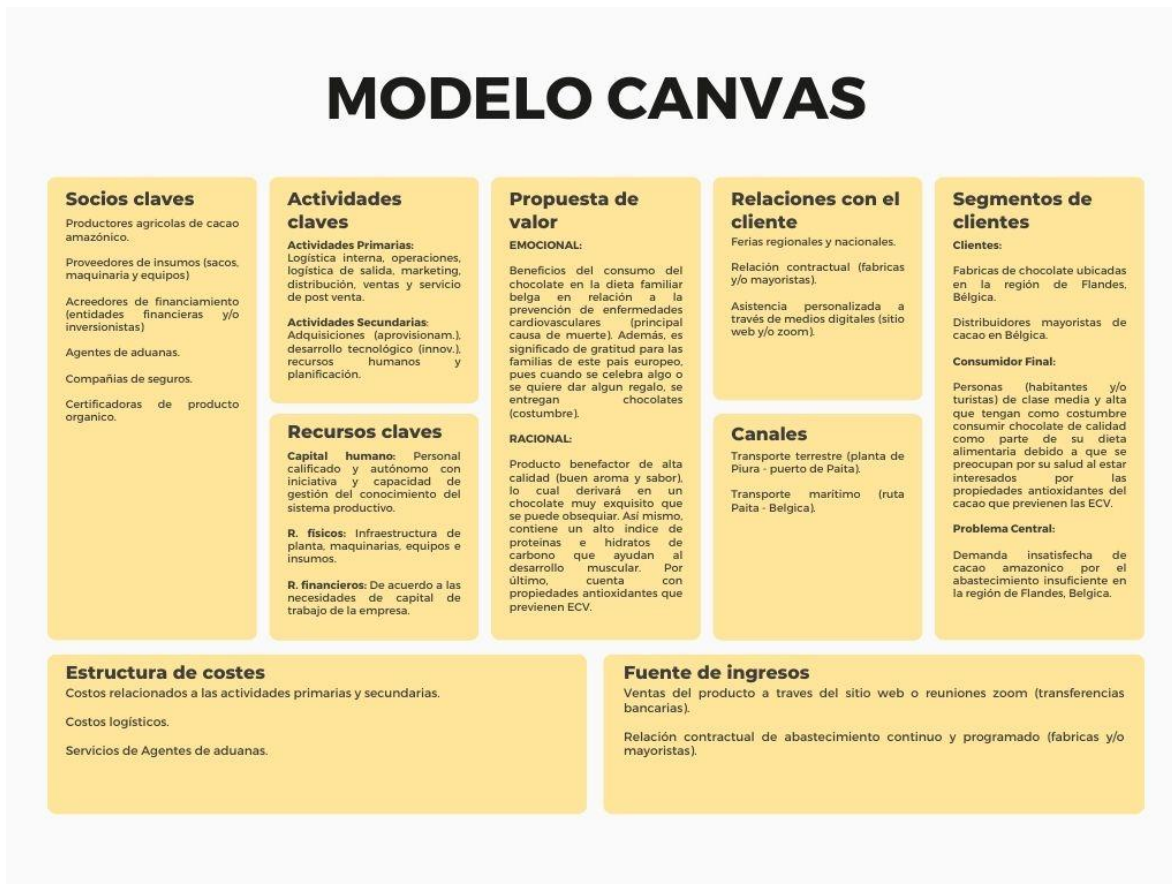 MODELO CANVAS
Socios claves
Productores agricolas de cacao
amazónico.
Proveedores de insumos (sacos,
maquinaria y equipos)
Acreedores de financiamiento
(entidades financieras y/o
inversionistas)
Agentes de aduanas.
Compañias de seguros.
Certificadoras de producto
organico.
Actividades
claves
Actividades Primarias:
Logística interna, operaciones,
logística de salida, marketing,
distribución, ventas y servicio
de post venta.
Actividades Secundarias:
Adquisiciones (aprovisionam.),
desarrollo tecnológico (innov.),
recursos humanos y
planificación.
Recursos claves
Capital humano: Personal
calificado y autónomo con
iniciativa y capacidad de
gestión del conocimiento del
sistema productivo.
R. físicos: Infraestructura de
planta, maquinarias, equipos e
insumos.
R. financieros: De acuerdo a las
necesidades de capital de
trabajo de la empresa.
Propuesta de
valor
EMOCIONAL:
Beneficios del consumo del
chocolate en la dieta familiar
belga en relación a la
prevención de enfermedades
cardiovasculares (principal
causa de muerte). Además, es
significado de gratitud para las
familias de este pais europeo,
pues cuando se celebra algo o
se quiere dar algun regalo, se
entregan chocolates
(costumbre).
RACIONAL:
Producto benefactor de alta
calidad (buen aroma y sabor),
lo cual derivará en un
chocolate muy exquisito que
se puede obsequiar. Así mismo,
contiene un alto indice de
proteinas e hidratos de
carbono que ayudan al
desarrollo muscular. Por
último, cuenta con
propiedades antioxidantes que
previenen ECV.
Relaciones con el
cliente
Ferias regionales y nacionales.
Relación contractual (fabricas
y/o mayoristas).
Asistencia personalizada a
través de medios digitales (sitio
web y/o zoom).
Canales
Transporte terrestre (planta de
Piura - puerto de Paita).
Transporte marítimo (ruta
Paita - Belgica).
Segmentos de
clientes
Clientes:
Fabricas de chocolate ubicadas
en la región de Flandes,
Bélgica.
Distribuidores mayoristas de
cacao en Bélgica.
Consumidor Final:
Personas (habitantes y/o
turistas) de clase media y alta
que tengan como costumbre
consumir chocolate de calidad
como parte de su dieta
alimentaria debido a que se
preocupan por su salud al estar
interesados por las
propiedades antioxidantes del
cacao que previenen las ECV.
Problema Central:
Demanda insatisfecha de
cacao amazonico por el
abastecimiento insuficiente en
la región de Flandes, Belgica.
Estructura de costes
Costos relacionados a las actividades primarias y secundarias.
Costos logísticos.
Servicios de Agentes de aduanas.
Fuente de ingresos
Ventas del producto a traves del sitio web o reuniones zoom (transferencias
bancarias).
Relación contractual de abastecimiento continuo y programado (fabricas y/o
mayoristas).